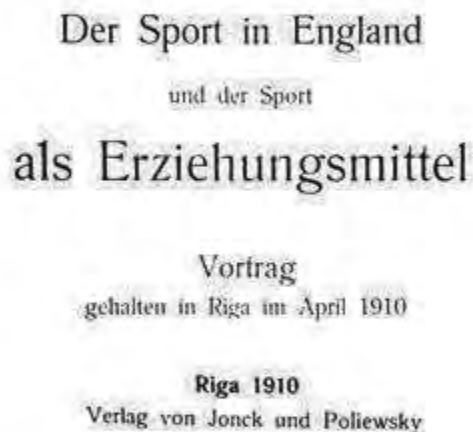 Der Sport in England
und der Sport
als Erziehungsmittel
Vortrag
gehalten in Riga im April 1910
Riga 1910
Verlag von Jonck und Poliewsky